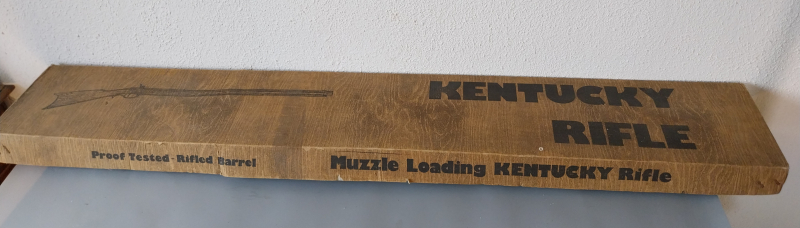 KENTUCKY
RIFLE
Proof Tested - Rifled Barrel
Muzzle Loading KENTUCKY Rifle